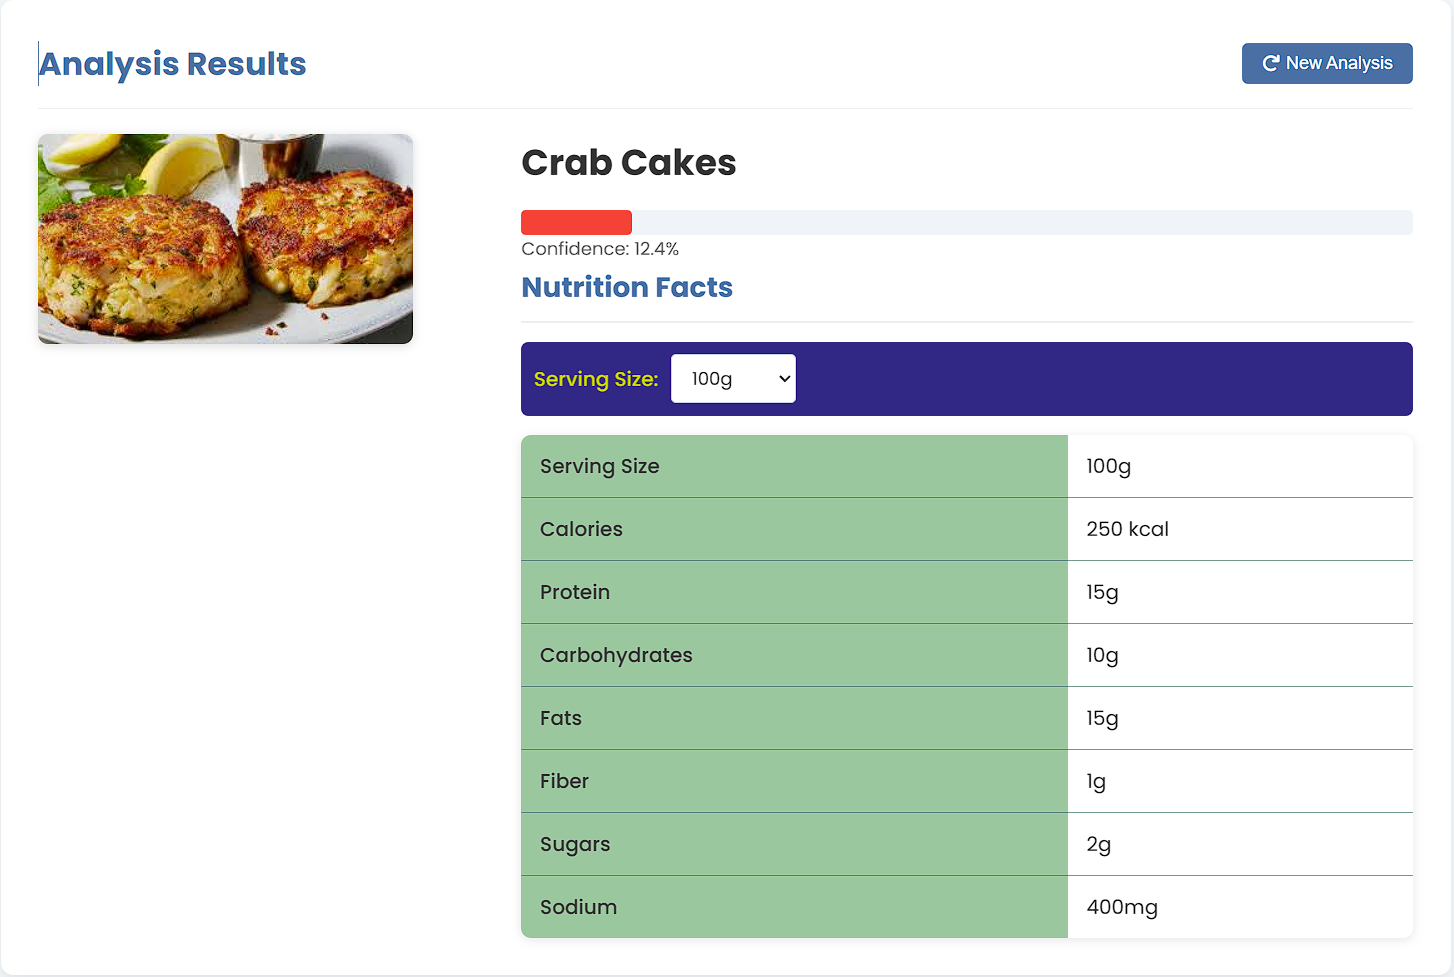 Analysis Results
New Analysis
Crab Cakes
Confidence: 12.4%
Nutrition Facts
Serving Size: 100g
Serving Size 100g
Calories 250 kcal
Protein 15g
Carbohydrates 10g
Fats 15g
Fiber 1g
Sugars 2g
Sodium 400mg